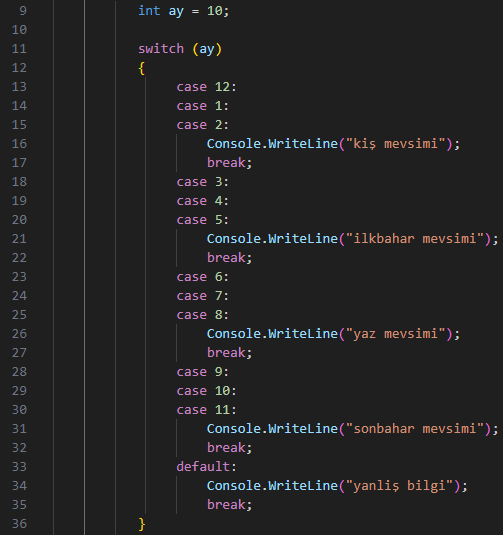 9 int ay = 10;
10
11 switch (ay)
12 {
13 case 12:
14 case 1:
15 case 2:
16 Console.WriteLine("kiş mevsimi");
17 break;
18 case 3:
19 case 4:
20 case 5:
21 Console.WriteLine("ilkbahar mevsimi");
22 break;
23 case 6:
24 case 7:
25 case 8:
26 Console.WriteLine("yaz mevsimi");
27 break;
28 case 9:
29 case 10:
30 case 11:
31 Console.WriteLine("sonbahar mevsimi");
32 break;
33 default:
34 Console.WriteLine("yanliş bilgi");
35 break;
36 }